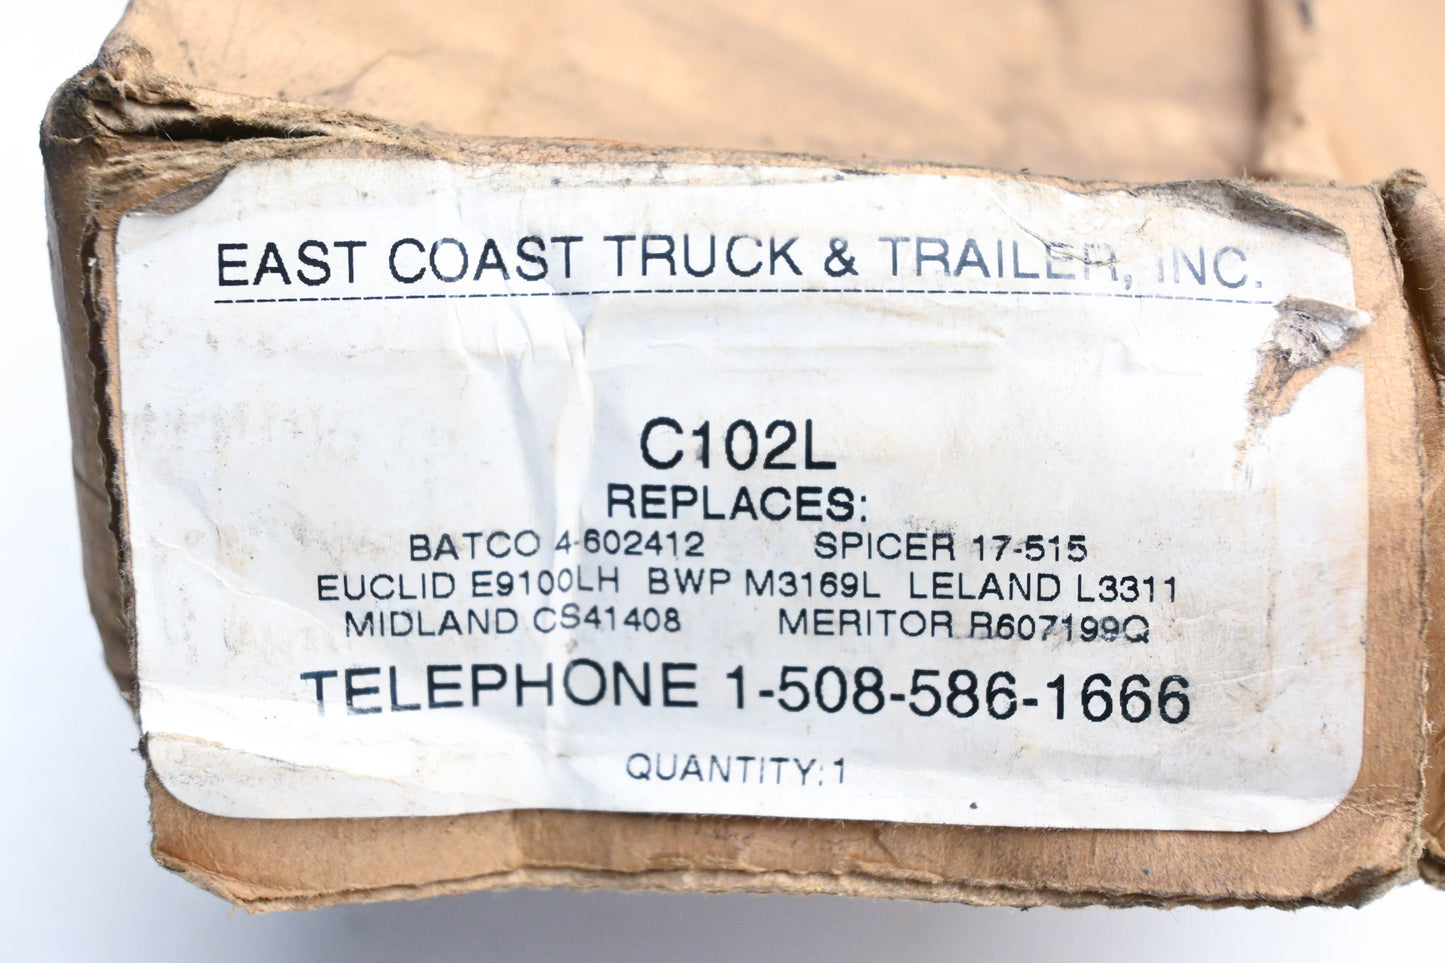 EAST COAST TRUCK & TRAILER, INC.
C102L
REPLACES:
BATCO 4-602412 SPICER 17-515
EUCLID E9100LH BWP M3169L LELAND L3311
MIDLAND CS41408 MERITOR R607199Q
TELEPHONE 1-508-586-1666
QUANTITY: 1